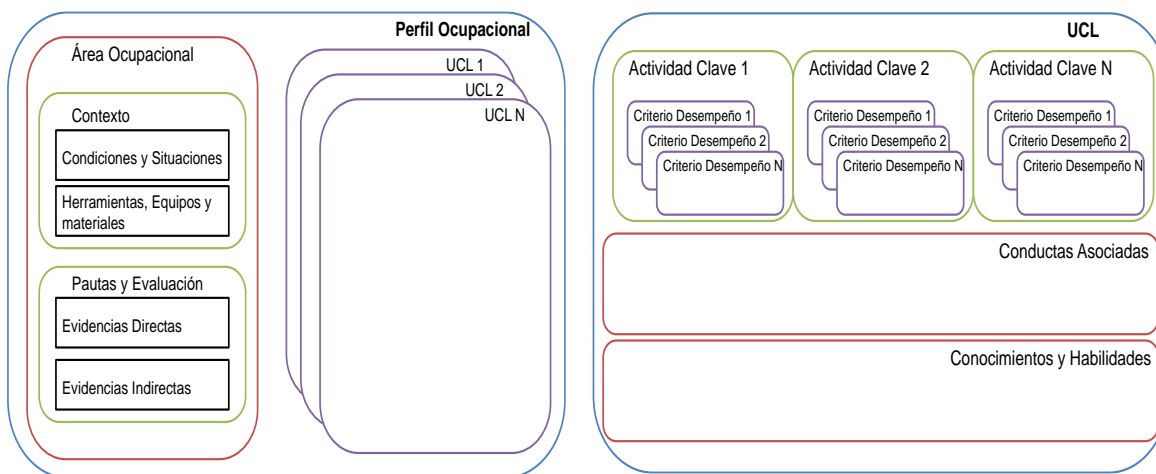 Perfil Ocupacional
Área Ocupacional
Contexto
Condiciones y Situaciones
Herramientas, Equipos y
materiales
Pautas y Evaluación
Evidencias Directas
Evidencias Indirectas
UCL 1
UCL 2
UCL N
UCL
Actividad Clave 1
Criterio Desempeño 1
Criterio Desempeño 2
Criterio Desempeño N
Actividad Clave 2
Criterio Desempeño 1
Criterio Desempeño 2
Criterio Desempeño N
Actividad Clave N
Criterio Desempeño 1
Criterio Desempeño 2
Criterio Desempeño N
Conductas Asociadas
Conocimientos y Habilidades